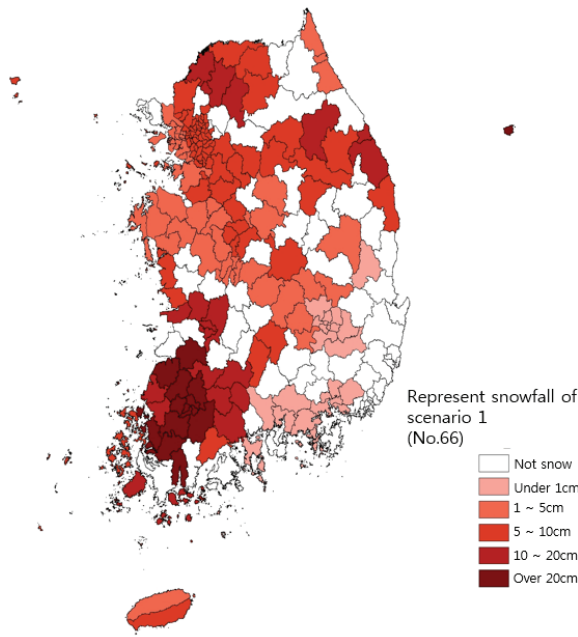 Represent snowfall of
scenario 1
(No.66)
Not snow
Under 1cm
1 ~ 5cm
5 ~ 10cm
10 ~ 20cm
Over 20cm